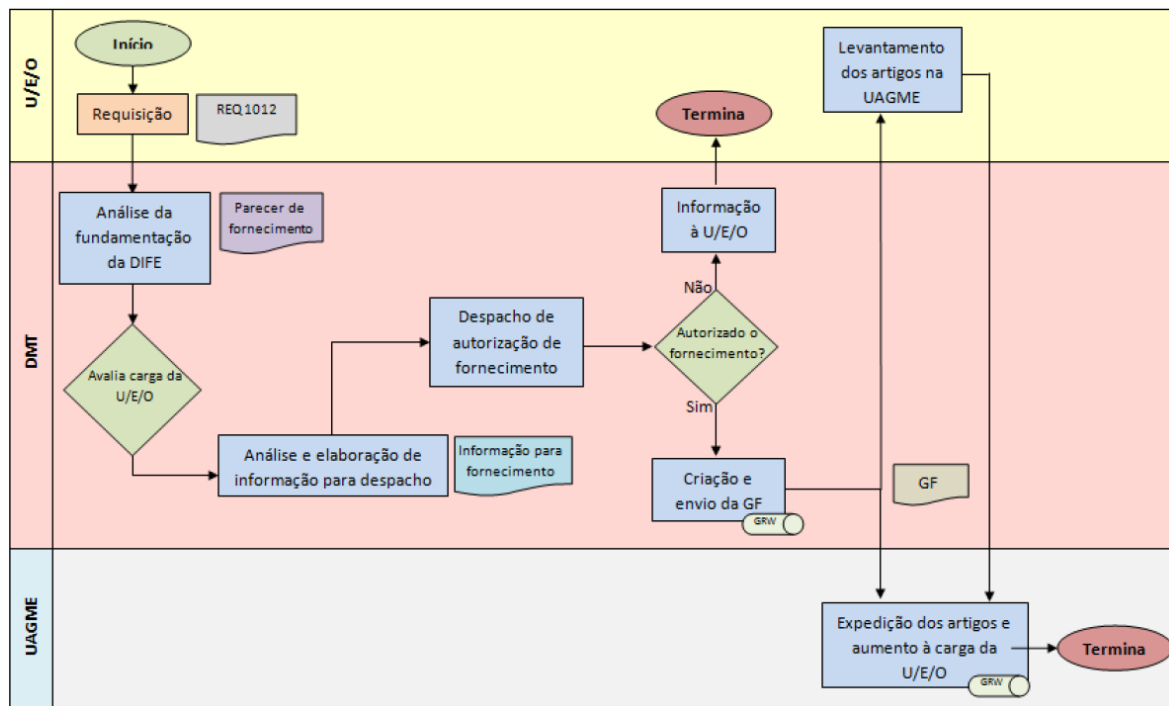 U/E/O
Início
Requisição
REQ 1012
Termina
Levantamento
dos artigos na
UAGME
DMT
Análise da
fundamentação
da DIFE
Parecer de
fornecimento
Avalia carga da
U/E/O
Análise e elaboração de
informação para despacho
Informação para
fornecimento
Despacho de
autorização de
fornecimento
Informação
à U/E/O
Não
Autorizado o
fornecimento?
Sim
Criação e
envio da GF
GRW
GF
UAGME
Expedição dos artigos e
aumento à carga da
U/E/O
GRW
Termina